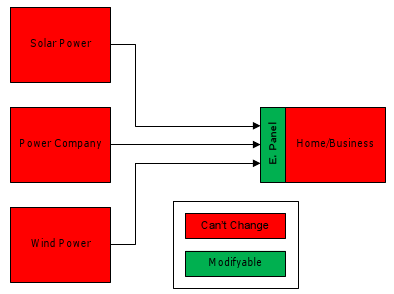 Solar Power
Power Company
E. Panel
Home/Business
Wind Power
Can't Change
Modifyable